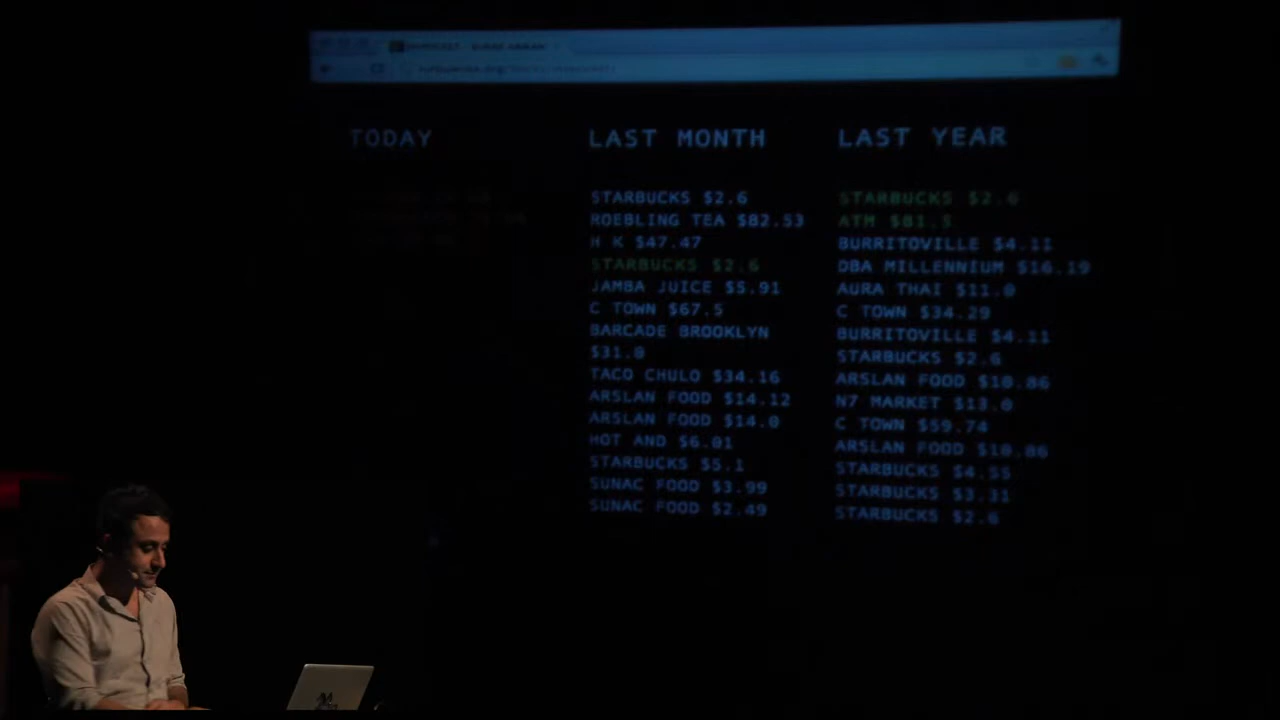 TODAY
LAST MONTH
STARBUCKS $2.6
ROEBLING TEA $82.53
H K $47.47
STARBUCKS $2.6
JAMBA JUICE $5.91
C TOWN $67.5
BARCADE BROOKLYN
$31.0
TACO CHULO $34.16
ARSLAN FOOD $14.12
ARSLAN FOOD $14.0
HOT AND $6.01
STARBUCKS $5.1
SUNAC FOOD $3.99
SUNAC FOOD $2.49
LAST YEAR
STARBUCKS $2.6
ATM $81.5
BURRITOVILLE $4.11
DBA MILLENNIUM $16.19
AURA THAI $11.0
C TOWN $34.29
BURRITOVILLE $4.11
STARBUCKS $2.6
ARSLAN FOOD $10.86
N7 MARKET $13.0
C TOWN $59.74
ARSLAN FOOD $10.86
STARBUCKS $4.55
STARBUCKS $3.31
STARBUCKS $2.6